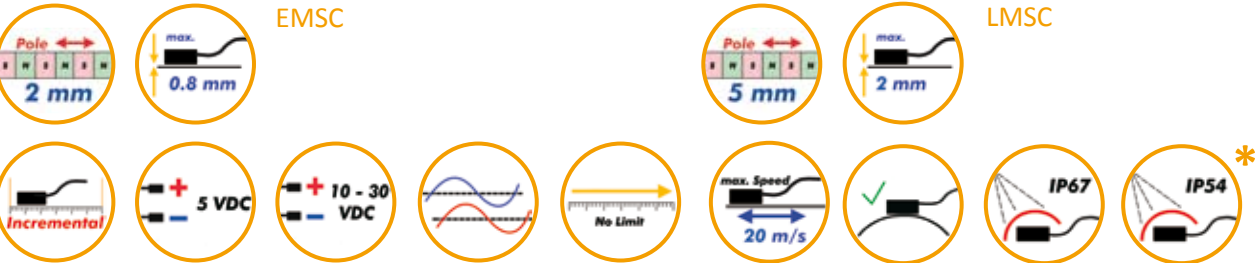 EMSC
LMSC
Pole
2 mm
max.
0.8 mm
Pole
5 mm
max.
2 mm
Incremental
+ 5 VDC
-
+ 10 - 30
- VDC
No Limit
max. Speed
20 m/s
IP67
IP54
*